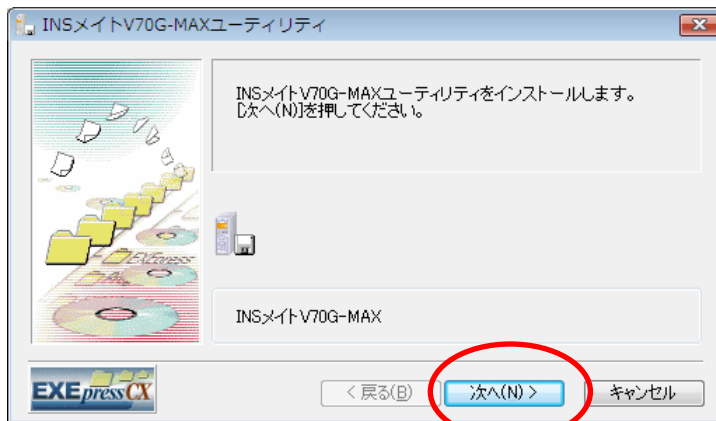 INSメイトV70G-MAXユーティリティ
INSメイトV70G-MAXユーティリティをインストールします。
[次へ(N)]を押してください。
EXEpress
INSメイトV70G-MAX
EXEpress CX
< 戻る(B)
次へ(N) >
キャンセル